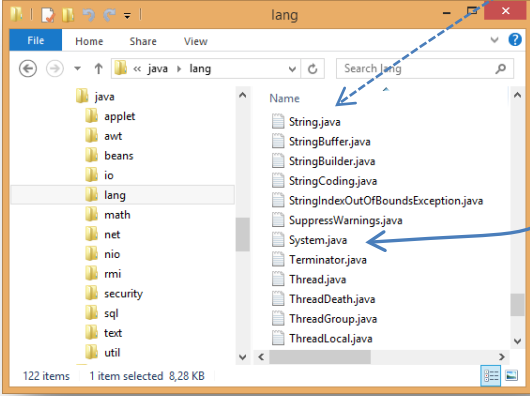 lang
File Home Share View
« java lang
Search lang
java
applet
awt
beans
io
lang
math
net
nio
rmi
security
sql
text
util
Name
String.java
StringBuffer.java
StringBuilder.java
StringCoding.java
StringIndexOutOfBoundsException.java
SuppressWarnings.java
System.java
Terminator.java
Thread.java
ThreadDeath.java
ThreadGroup.java
ThreadLocal.java
122 items 1 item selected 8,28 KB